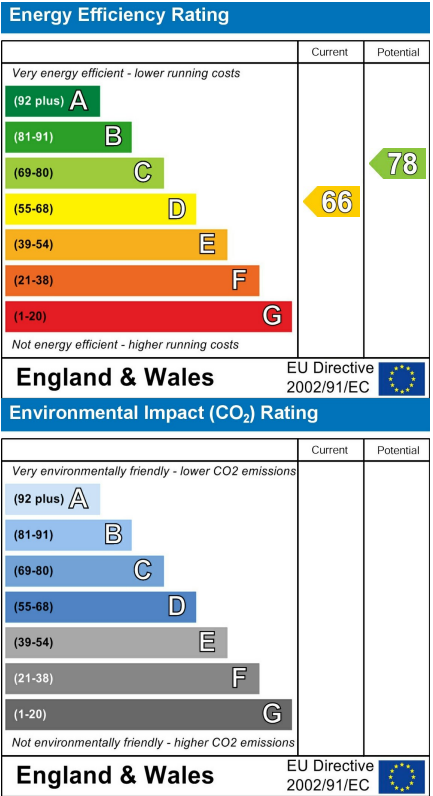 Energy Efficiency Rating
Current Potential
Very energy efficient - lower running costs
(92 plus) A
(81-91) B
(69-80) C
(55-68) D
(39-54) E
(21-38) F
(1-20) G
66
78
Not energy efficient - higher running costs
England & Wales
EU Directive
2002/91/EC
Environmental Impact (CO₂) Rating
Current Potential
Very environmentally friendly - lower CO2 emissions
(92 plus) A
(81-91) B
(69-80) C
(55-68) D
(39-54) E
(21-38) F
(1-20) G
Not environmentally friendly - higher CO2 emissions
England & Wales
EU Directive
2002/91/EC